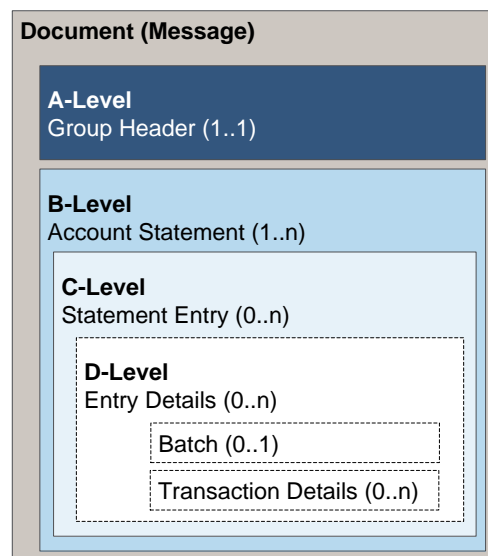 Document (Message)
A-Level
Group Header (1..1)
B-Level
Account Statement (1..n)
C-Level
Statement Entry (0..n)
D-Level
Entry Details (0..n)
Batch (0..1)
Transaction Details (0..n)